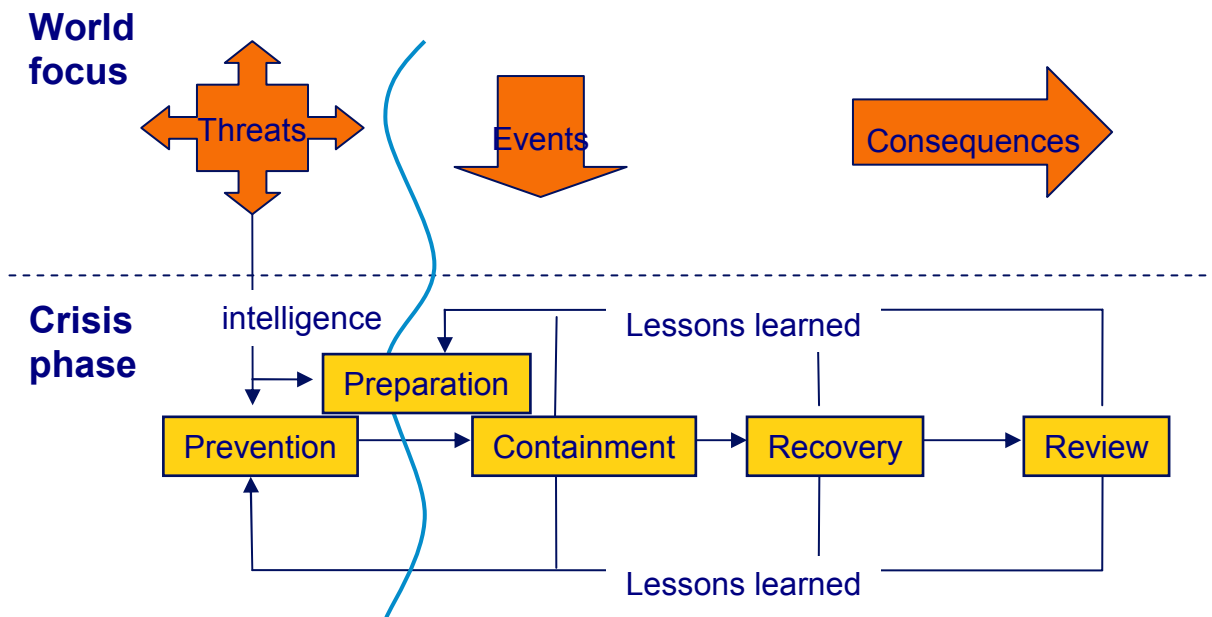 World
focus
Threats
Events
Consequences
Crisis
phase
intelligence
Lessons learned
Preparation
Prevention
Containment
Recovery
Review
Lessons learned